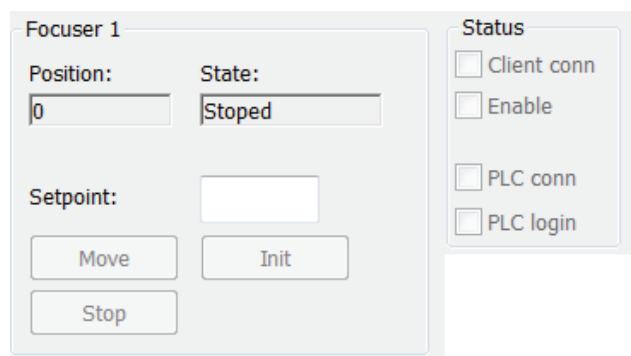 Focuser 1
Position:
State:
0
Stoped
Setpoint:
Move
Init
Stop
Status
Client conn
Enable
PLC conn
PLC login